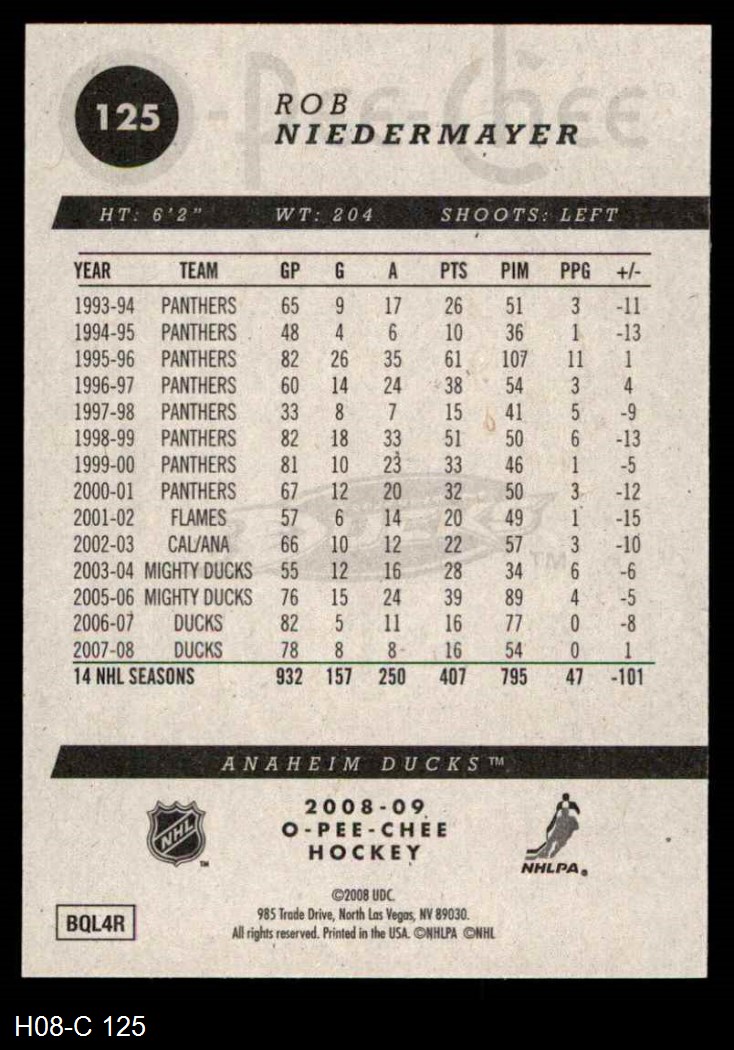 O-Pee-Chee
125
ROB
NIEDERMAYER
HT: 6'2" WT: 204 SHOOTS: LEFT
YEAR TEAM GP G A PTS PIM PPG +/-
1993-94 PANTHERS 65 9 17 26 51 3 -11
1994-95 PANTHERS 48 4 6 10 36 1 -13
1995-96 PANTHERS 82 26 35 61 107 11 1
1996-97 PANTHERS 60 14 24 38 54 3 4
1997-98 PANTHERS 33 8 7 15 41 5 -9
1998-99 PANTHERS 82 18 33 51 50 6 -13
1999-00 PANTHERS 81 10 23 33 46 1 -5
2000-01 PANTHERS 67 12 20 32 50 3 -12
2001-02 FLAMES 57 6 14 20 49 1 -15
2002-03 CAL/ANA 66 10 12 22 57 3 -10
2003-04 MIGHTY DUCKS 55 12 16 28 34 6 -6
2005-06 MIGHTY DUCKS 76 15 24 39 89 4 -5
2006-07 DUCKS 82 5 11 16 77 0 -8
2007-08 DUCKS 78 8 8 16 54 0 1
14 NHL SEASONS 932 157 250 407 795 47 -101
DUCKS TM
ANAHEIM DUCKS™
NHL TM
2008-09
O-PEE-CHEE
HOCKEY
NHLPA®
©2008 UDC.
985 Trade Drive, North Las Vegas, NV 89030.
All rights reserved. Printed in the USA. ©NHLPA ©NHL
BQL4R
H08-C 125